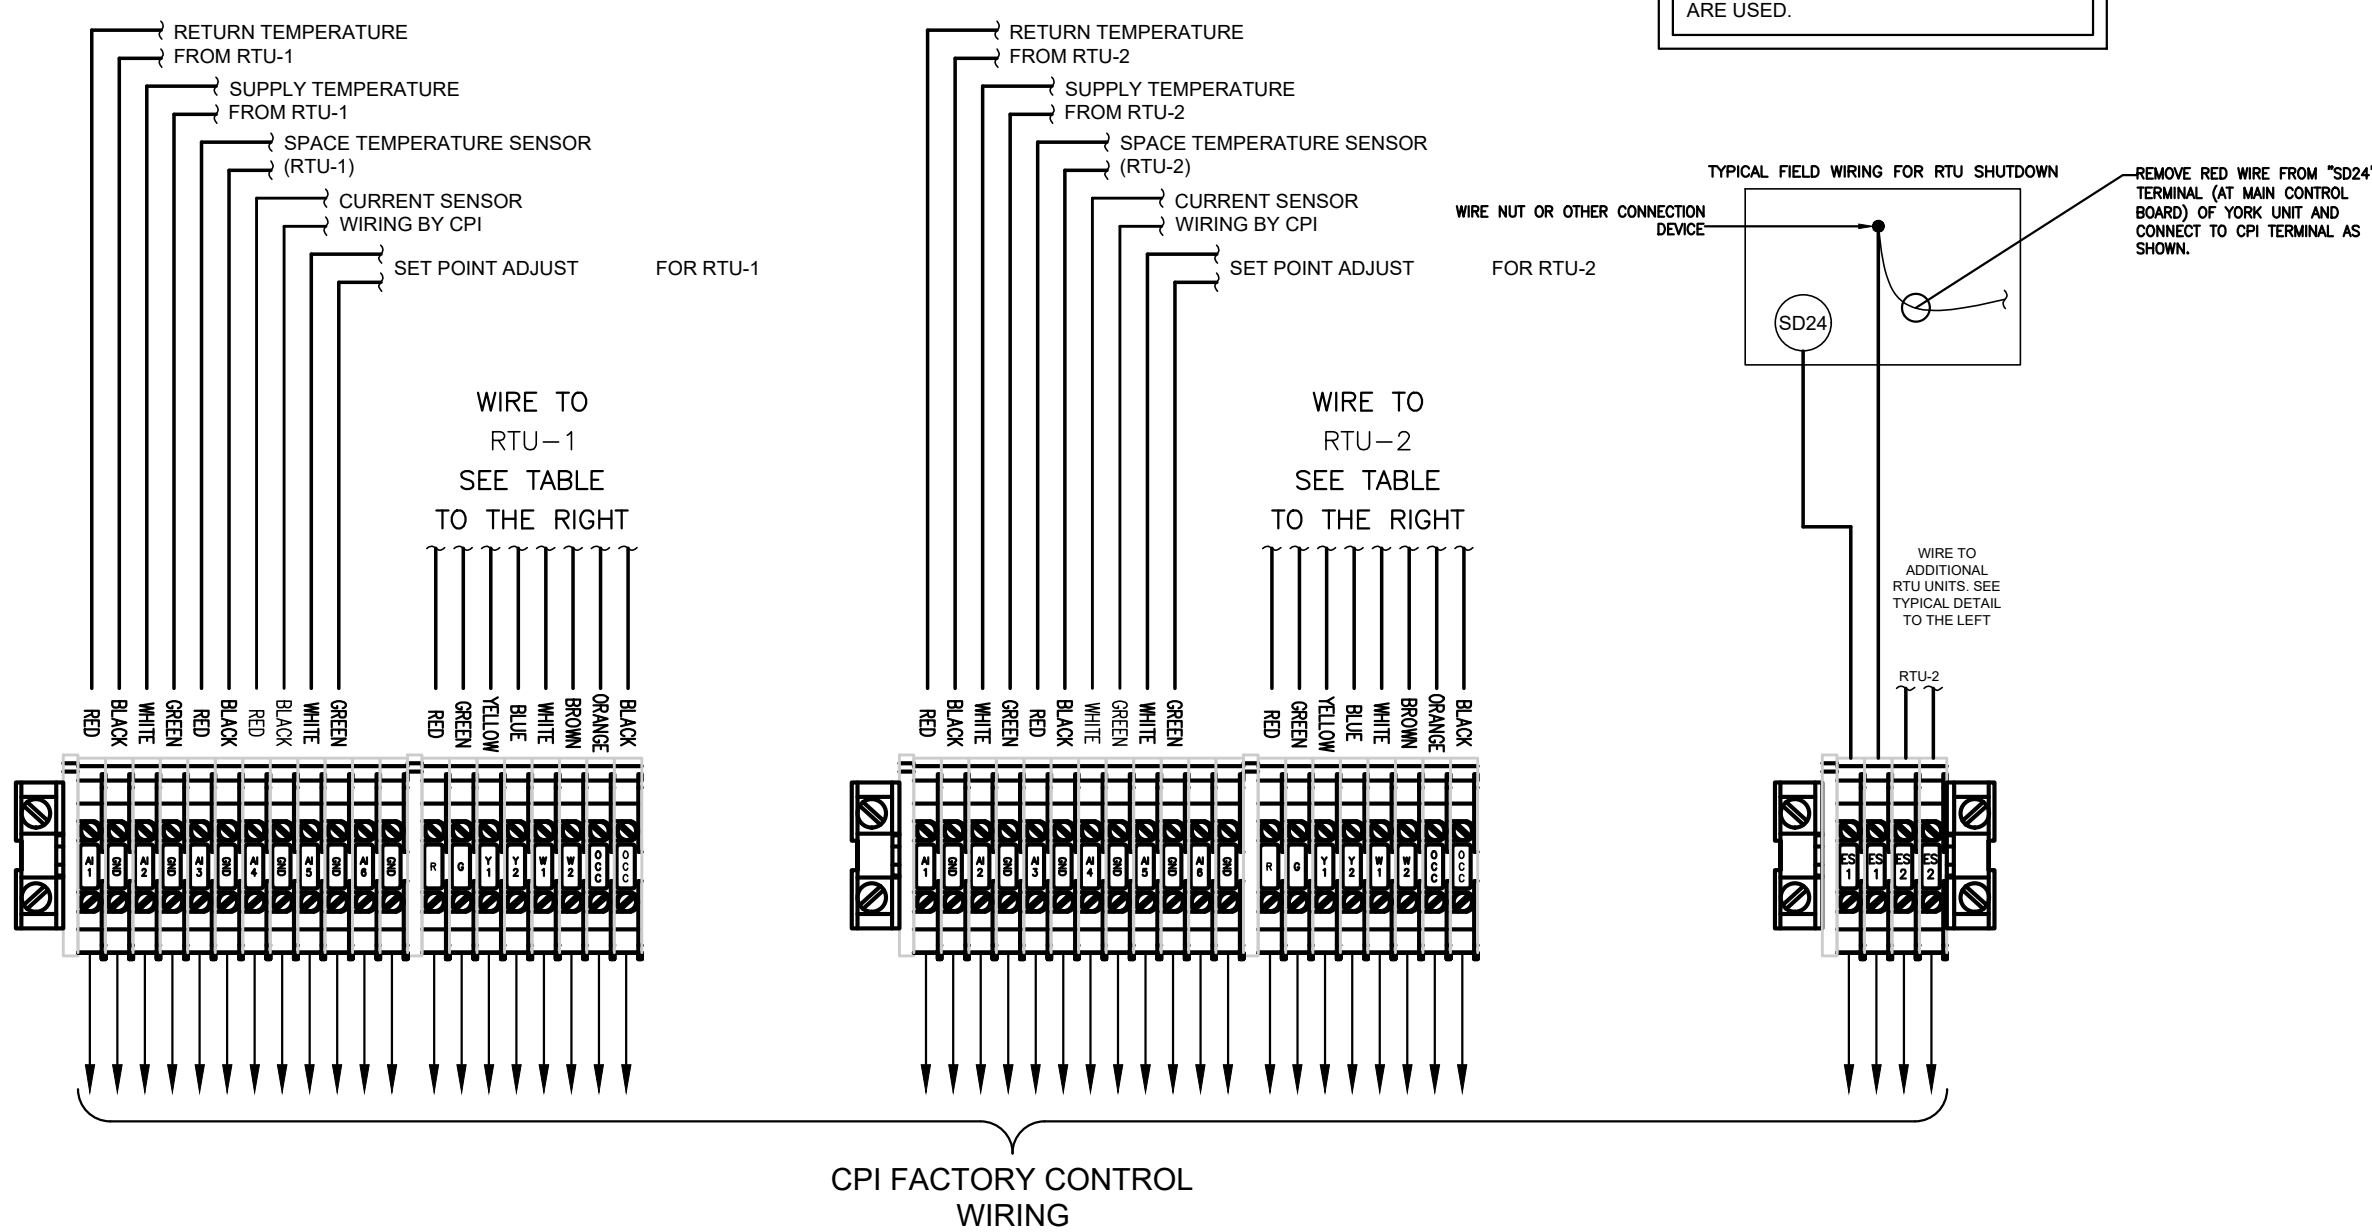 ARE USED.
RETURN TEMPERATURE
FROM RTU-1
SUPPLY TEMPERATURE
FROM RTU-1
SPACE TEMPERATURE SENSOR
(RTU-1)
CURRENT SENSOR
WIRING BY CPI
SET POINT ADJUST FOR RTU-1
WIRE TO
RTU-1
SEE TABLE
TO THE RIGHT
RED
BLACK
WHITE
GREEN
RED
BLACK
RED
BLACK
WHITE
GREEN
RED
GREEN
YELLOW
BLUE
WHITE
BROWN
ORANGE
BLACK
AI 1
GND
AI 2
GND
AI 3
GND
AI 4
GND
AI 5
GND
AI 6
GND
R
G
Y1
Y2
W1
W2
OCC
OCC
RETURN TEMPERATURE
FROM RTU-2
SUPPLY TEMPERATURE
FROM RTU-2
SPACE TEMPERATURE SENSOR
(RTU-2)
CURRENT SENSOR
WIRING BY CPI
SET POINT ADJUST FOR RTU-2
WIRE TO
RTU-2
SEE TABLE
TO THE RIGHT
RED
BLACK
WHITE
GREEN
RED
BLACK
WHITE
GREEN
WHITE
GREEN
RED
GREEN
YELLOW
BLUE
WHITE
BROWN
ORANGE
BLACK
AI 1
GND
AI 2
GND
AI 3
GND
AI 4
GND
AI 5
GND
AI 6
GND
R
G
Y1
Y2
W1
W2
OCC
OCC
TYPICAL FIELD WIRING FOR RTU SHUTDOWN
WIRE NUT OR OTHER CONNECTION
DEVICE
SD24
REMOVE RED WIRE FROM "SD24"
TERMINAL (AT MAIN CONTROL
BOARD) OF YORK UNIT AND
CONNECT TO CPI TERMINAL AS
SHOWN.
WIRE TO
ADDITIONAL
RTU UNITS. SEE
TYPICAL DETAIL
TO THE LEFT
RTU-2
ES 1
ES 1
ES 2
ES 2
CPI FACTORY CONTROL
WIRING